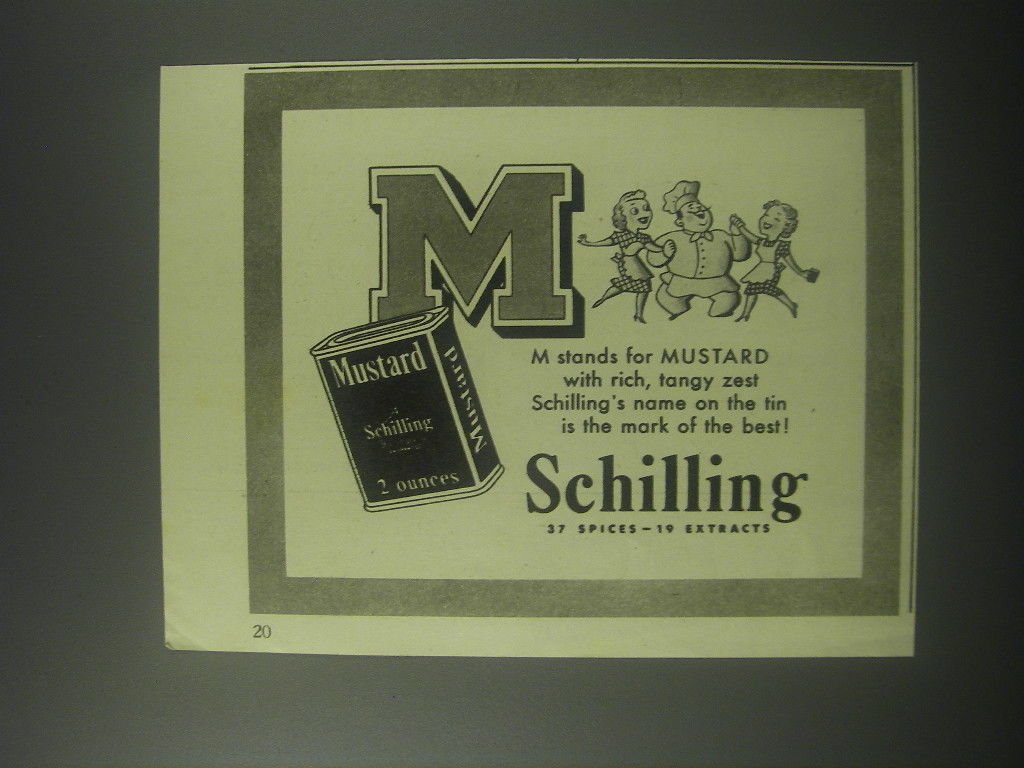 M
Mustard
Mustard
Schilling
2 ounces
M stands for MUSTARD
with rich, tangy zest
Schilling's name on the tin
is the mark of the best!
Schilling
37 SPICES – 19 EXTRACTS
20